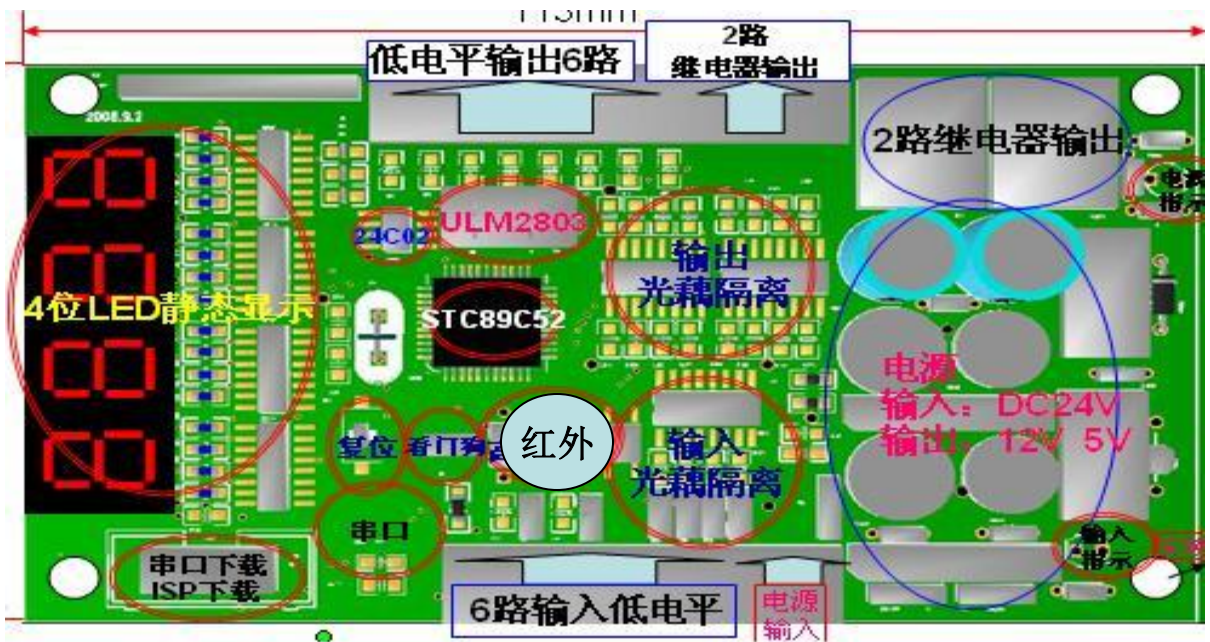 113mm
低电平输出6路
2路
继电器输出
2008.9.2
2路继电器输出
电源
指示
24C02
ULM2803
输出
光藕隔离
4位LED静态显示
STC89C52
电源
输入：DC24V
输出：12V 5V
复位
看门狗
红外
输入
光藕隔离
串口
输入
指示
串口下载
ISP下载
6路输入低电平
电源
输入